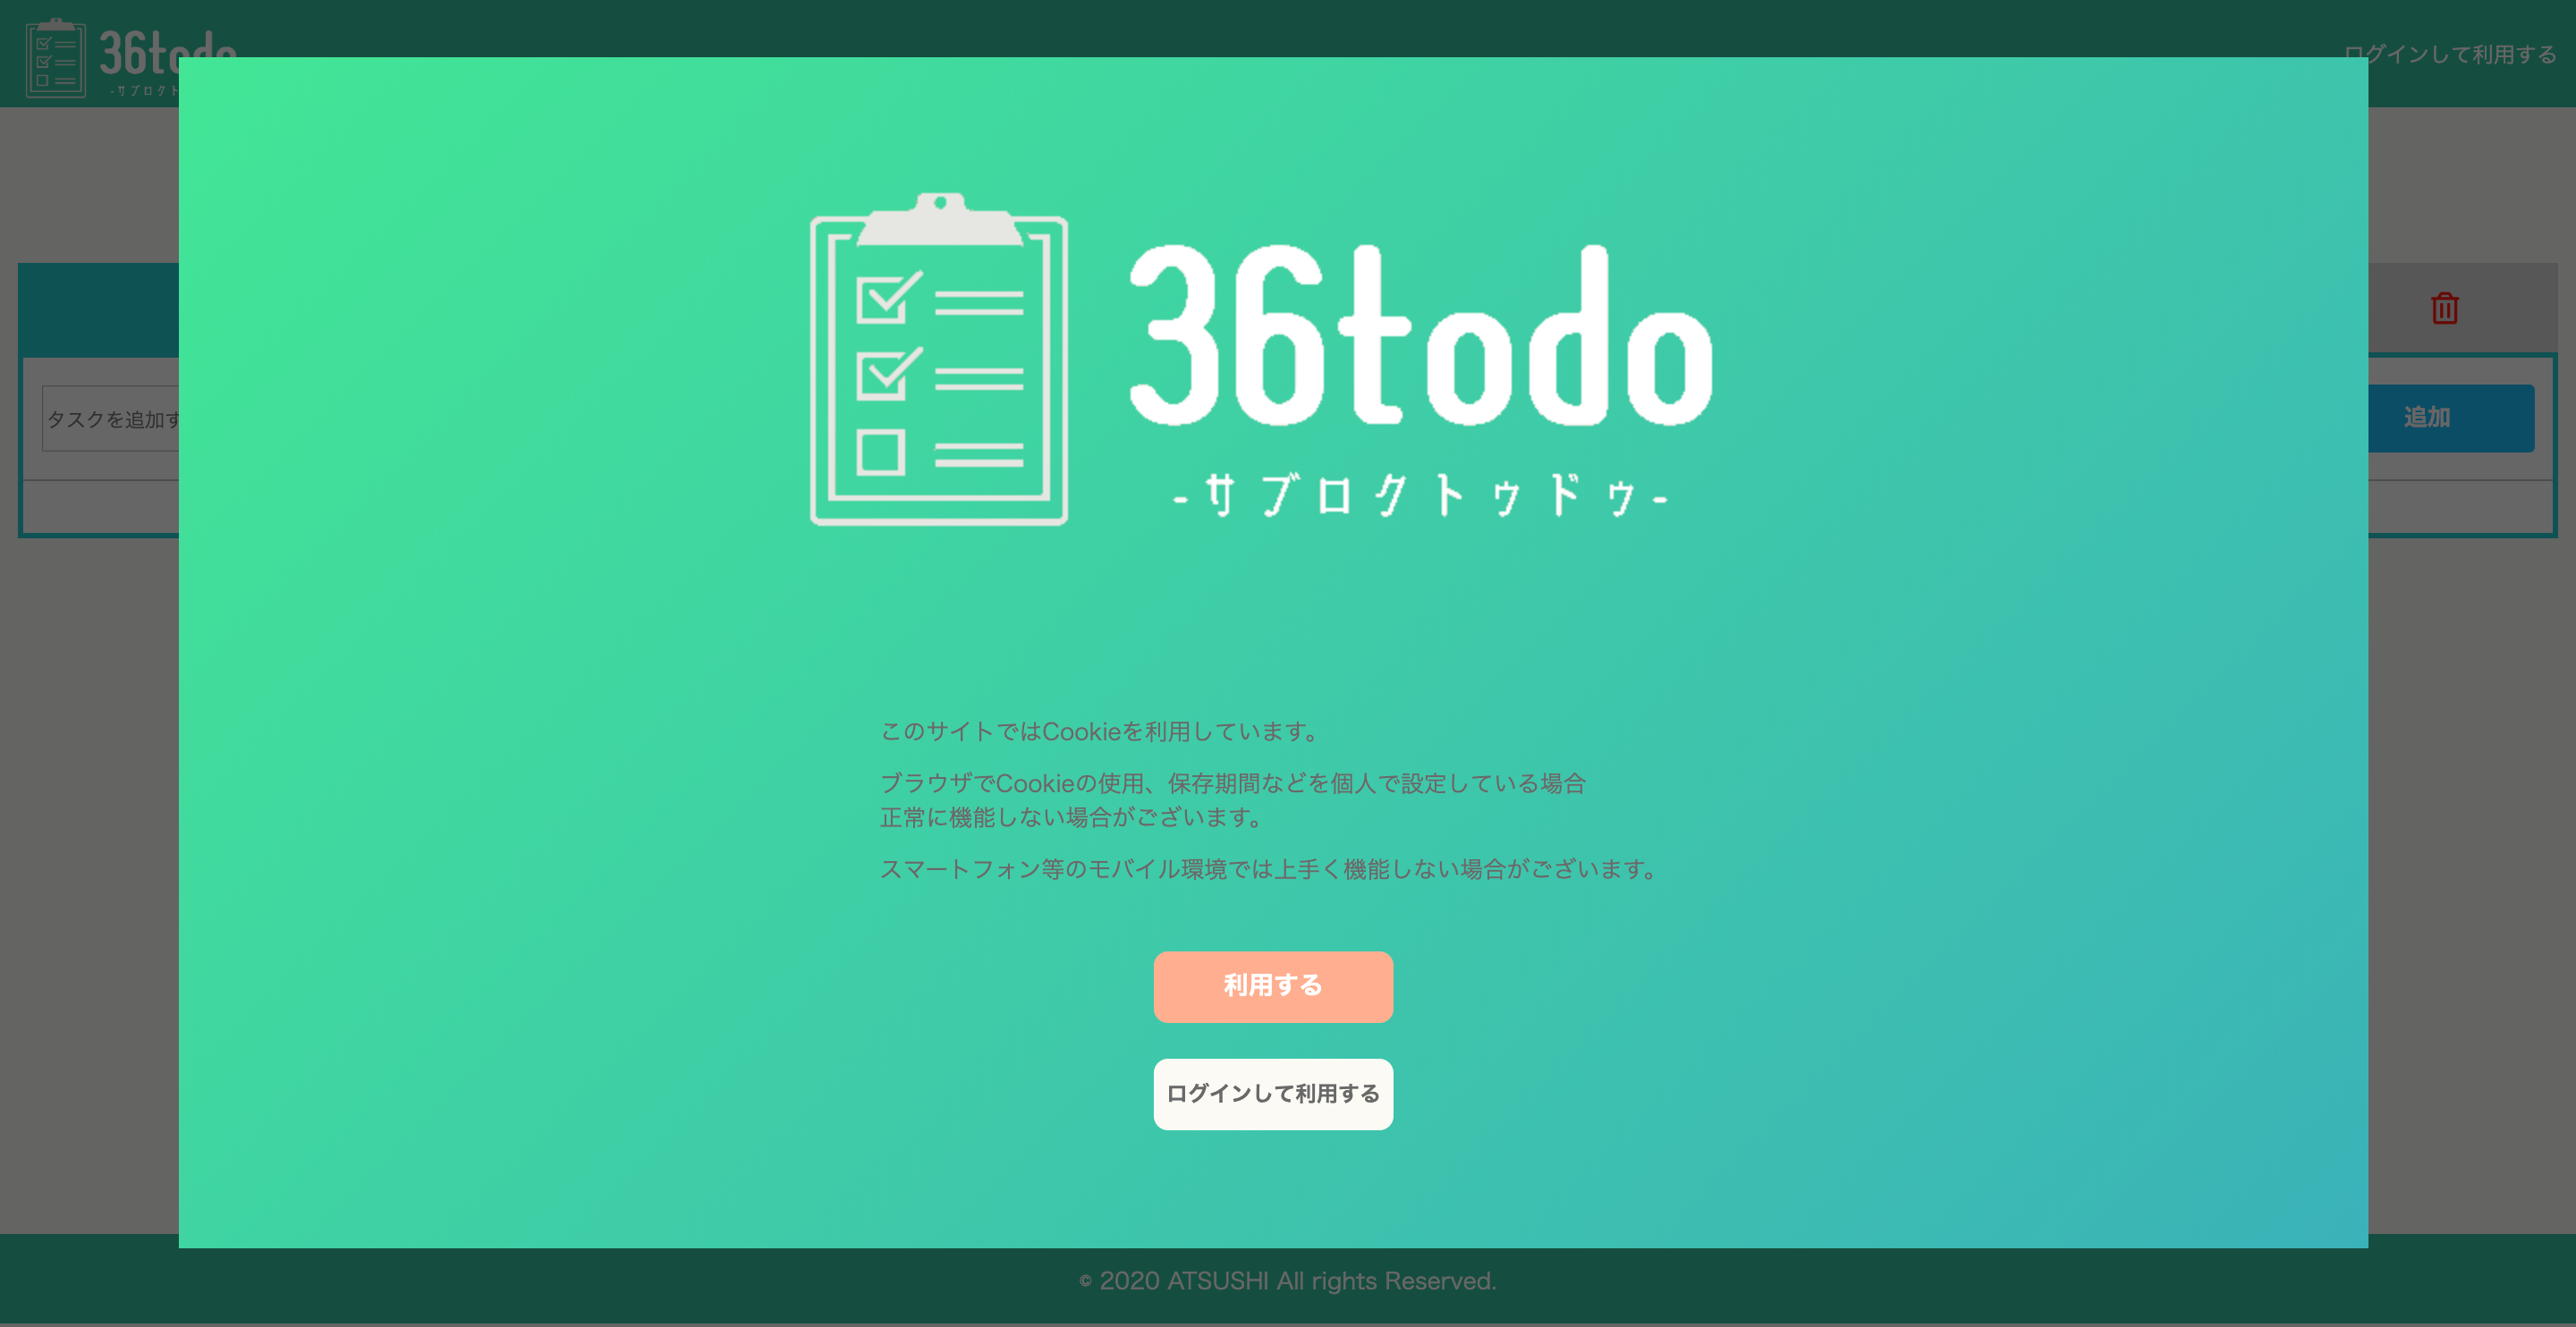 36todo
ログインして利用する
-サブログト
36todo
-サブログトゥドゥ-
タスクを追加す
追加
このサイトではCookieを利用しています。
ブラウザでCookieの使用、保存期間などを個人で設定している場合
正常に機能しない場合がございます。
スマートフォン等のモバイル環境では上手く機能しない場合がございます。
利用する
ログインして利用する
© 2020 ATSUSHI All rights Reserved.